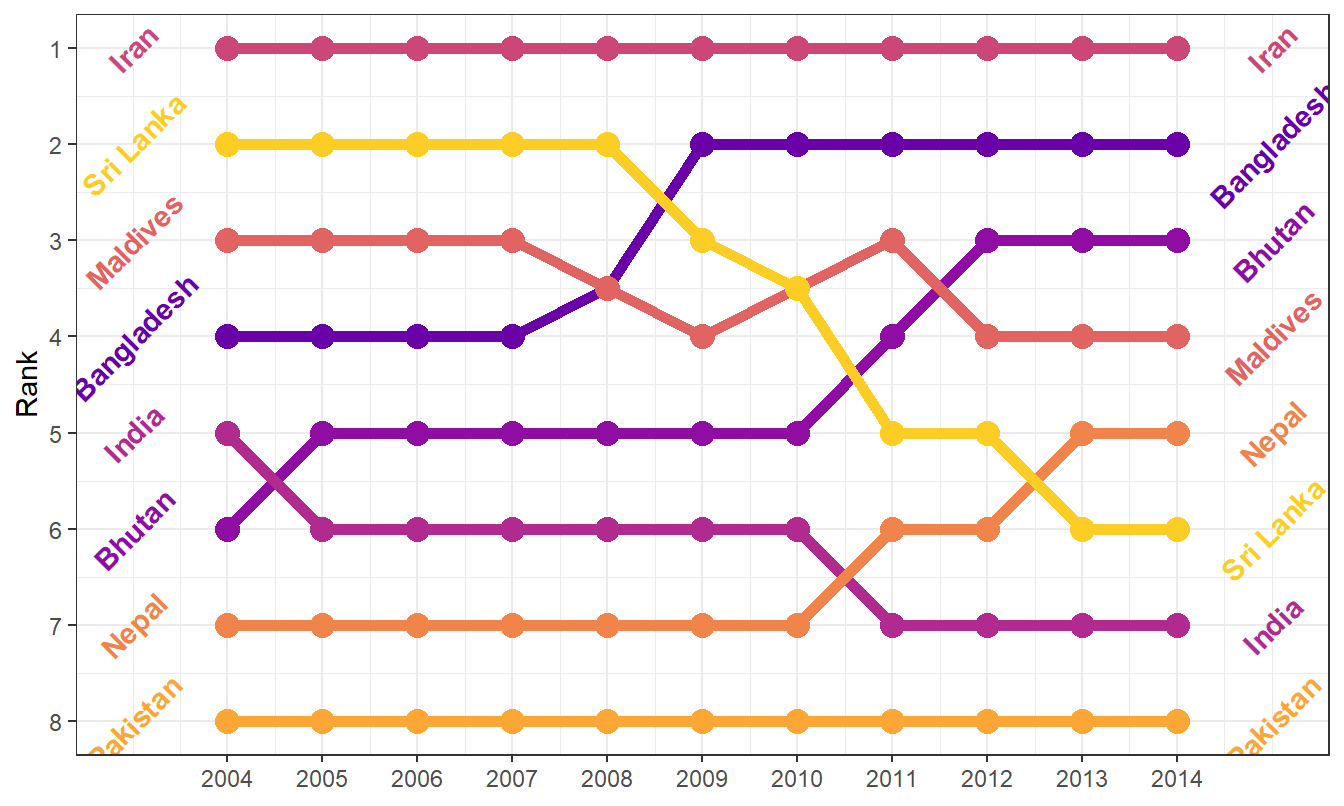 Rank
1
2
3
4
5
6
7
8
Iran
Sri Lanka
Maldives
Bangladesh
India
Bhutan
Nepal
Pakistan
Iran
Bangladesh
Bhutan
Maldives
Nepal
Sri Lanka
India
Pakistan
2004 2005 2006 2007 2008 2009 2010 2011 2012 2013 2014